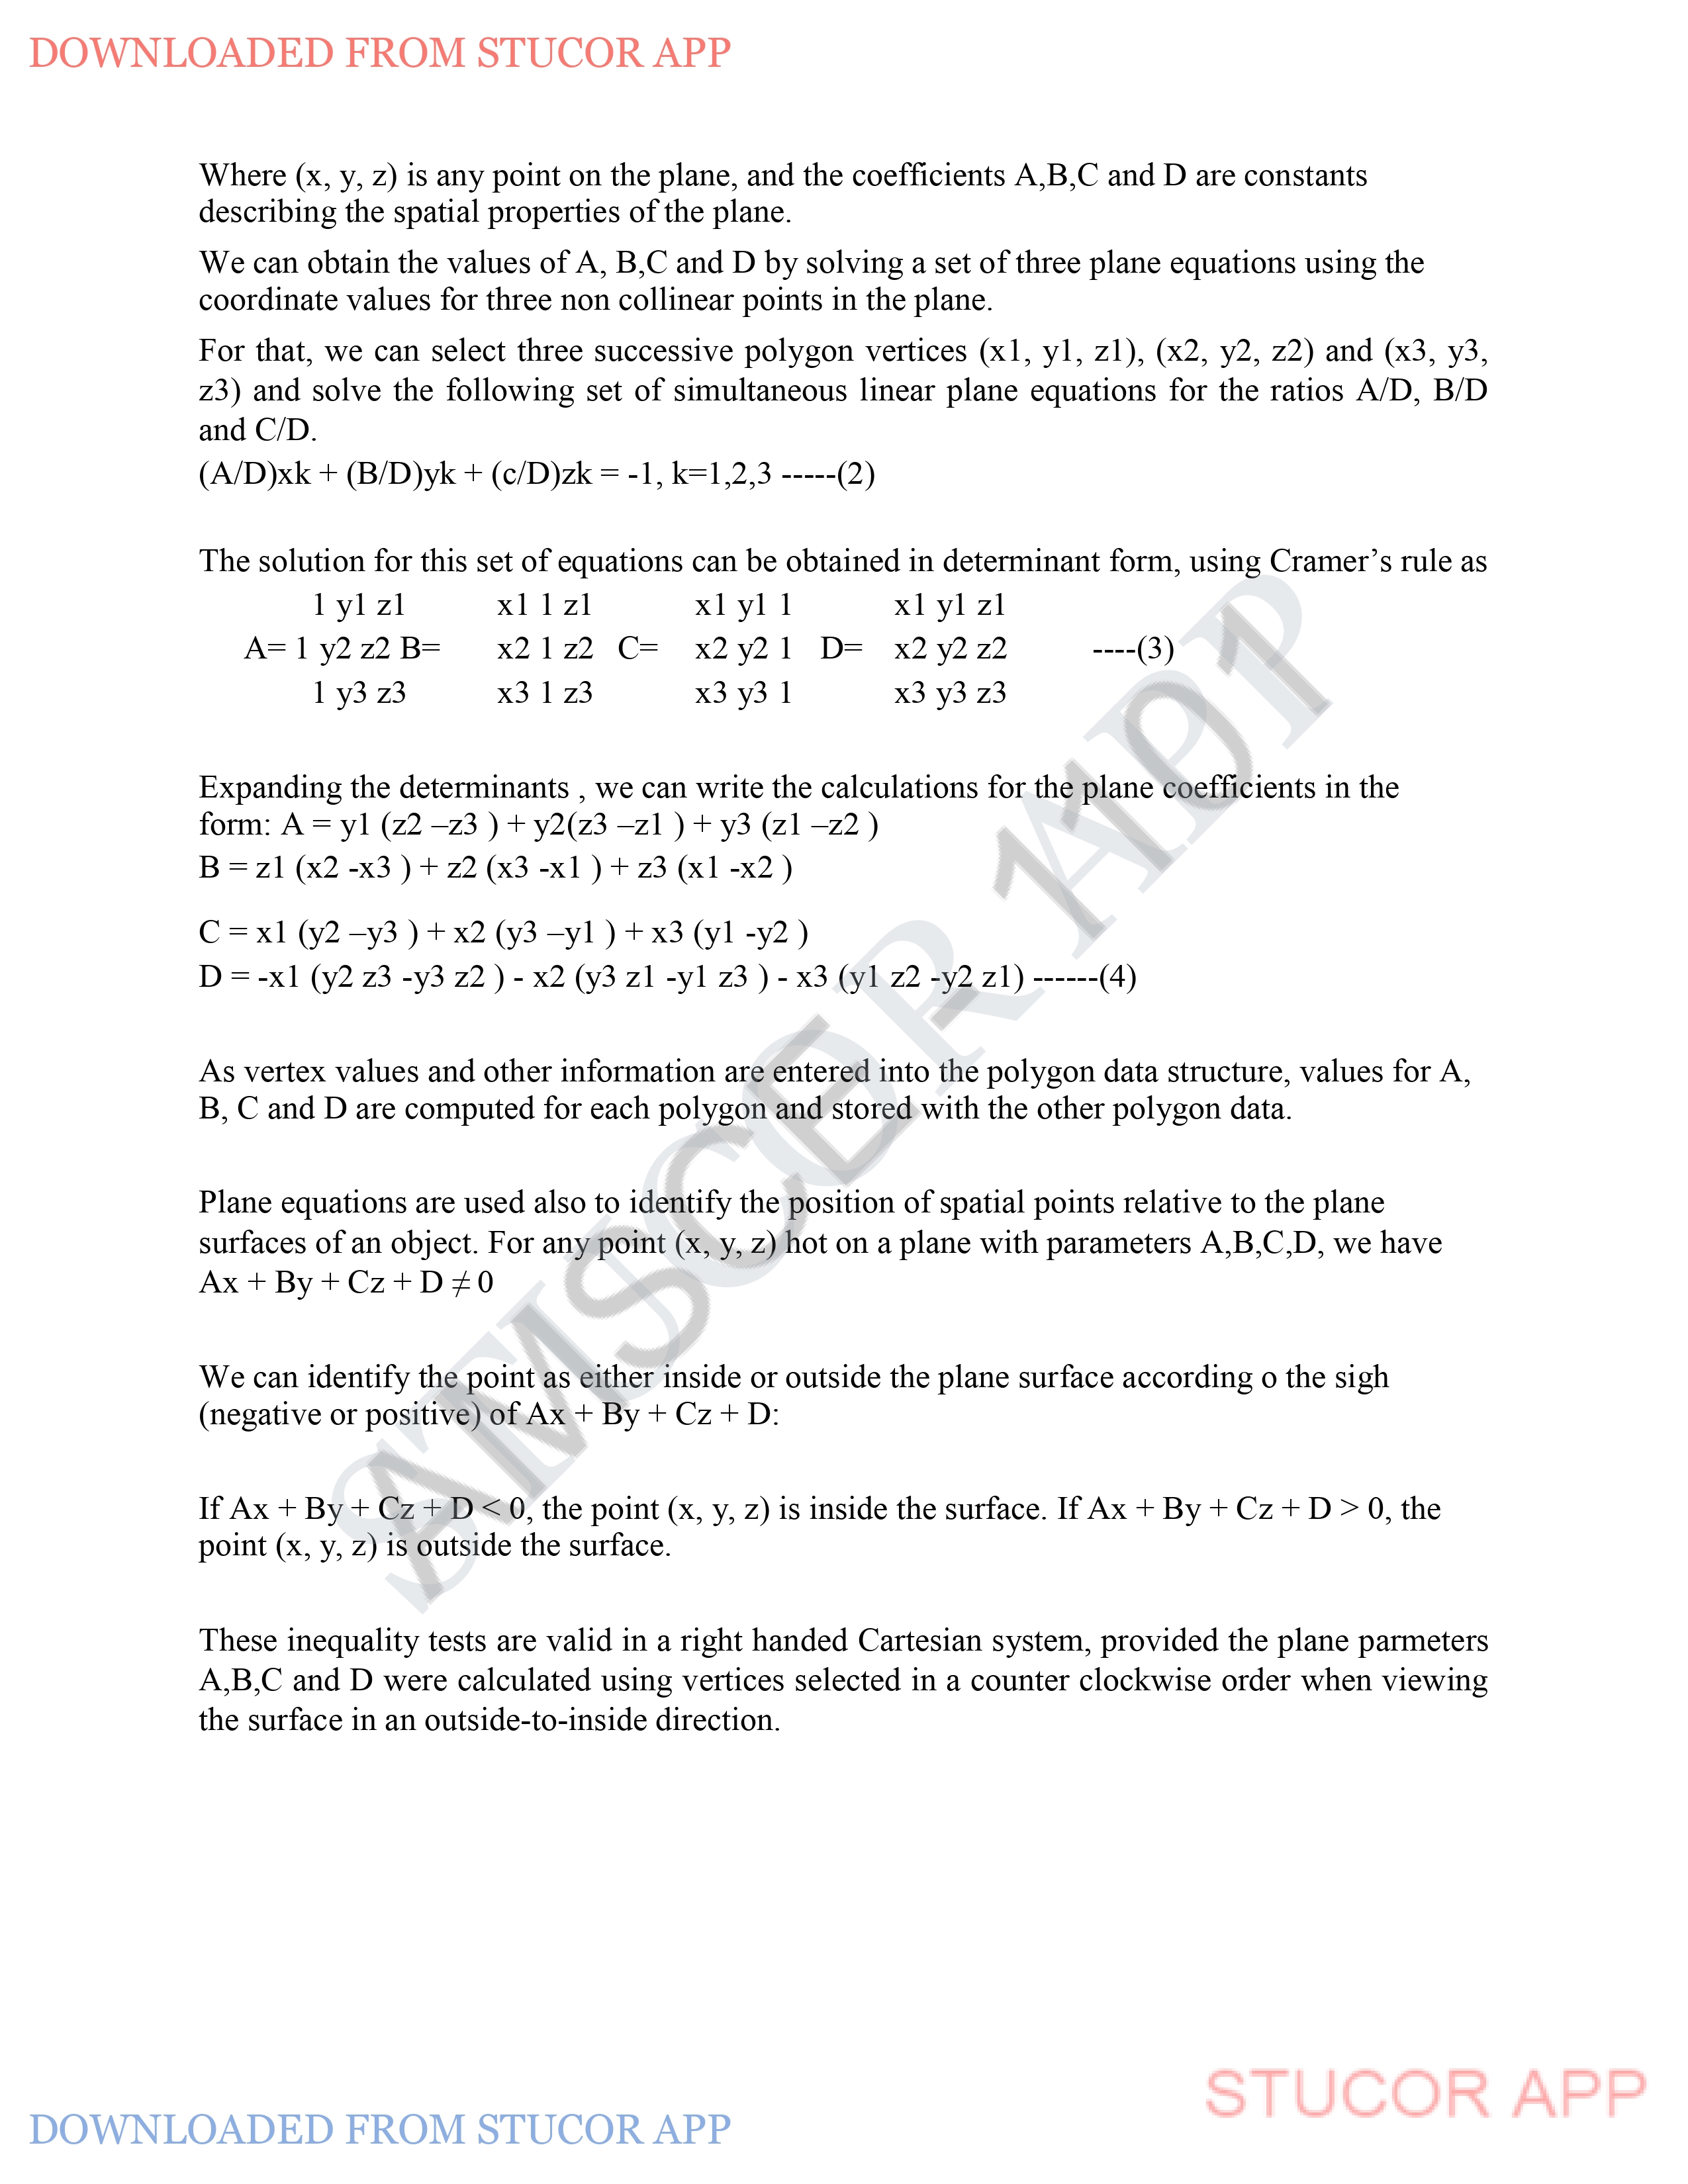 DOWNLOADED FROM STUCOR APP
Where (x, y, z) is any point on the plane, and the coefficients A,B,C and D are constants
describing the spatial properties of the plane.
We can obtain the values of A, B,C and D by solving a set of three plane equations using the
coordinate values for three non collinear points in the plane.
For that, we can select three successive polygon vertices (x1, y1, z1), (x2, y2, z2) and (x3, y3,
z3) and solve the following set of simultaneous linear plane equations for the ratios A/D, B/D
and C/D.
(A/D)xk + (B/D)yk + (c/D)zk = -1, k=1,2,3 -----(2)
The solution for this set of equations can be obtained in determinant form, using Cramer’s rule as
1 y1 z1 x1 1 z1 x1 y1 1 x1 y1 z1
A= 1 y2 z2 B= x2 1 z2 C= x2 y2 1 D= x2 y2 z2 ----(3)
1 y3 z3 x3 1 z3 x3 y3 1 x3 y3 z3
Expanding the determinants , we can write the calculations for the plane coefficients in the
form: A = y1 (z2 –z3 ) + y2(z3 –z1 ) + y3 (z1 –z2 )
B = z1 (x2 -x3 ) + z2 (x3 -x1 ) + z3 (x1 -x2 )
C = x1 (y2 –y3 ) + x2 (y3 –y1 ) + x3 (y1 -y2 )
D = -x1 (y2 z3 -y3 z2 ) - x2 (y3 z1 -y1 z3 ) - x3 (y1 z2 -y2 z1) ------(4)
As vertex values and other information are entered into the polygon data structure, values for A,
B, C and D are computed for each polygon and stored with the other polygon data.
Plane equations are used also to identify the position of spatial points relative to the plane
surfaces of an object. For any point (x, y, z) hot on a plane with parameters A,B,C,D, we have
Ax + By + Cz + D ≠ 0
We can identify the point as either inside or outside the plane surface according o the sigh
(negative or positive) of Ax + By + Cz + D:
If Ax + By + Cz + D < 0, the point (x, y, z) is inside the surface. If Ax + By + Cz + D > 0, the
point (x, y, z) is outside the surface.
These inequality tests are valid in a right handed Cartesian system, provided the plane parmeters
A,B,C and D were calculated using vertices selected in a counter clockwise order when viewing
the surface in an outside-to-inside direction.
STUCOR APP
AMSCE - 1101
STUCOR APP
DOWNLOADED FROM STUCOR APP